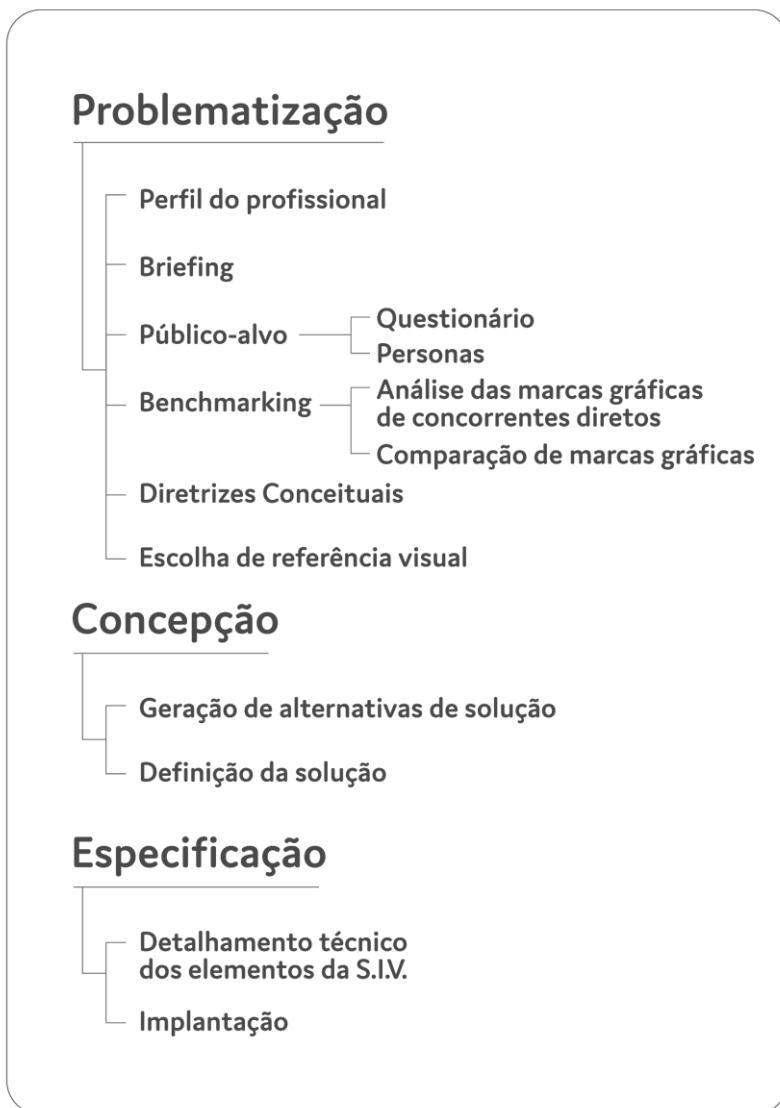 Problematização
Perfil do profissional
Briefing
Público-alvo
Questionário
Personas
Benchmarking
Análise das marcas gráficas
de concorrentes diretos
Comparação de marcas gráficas
Diretrizes Conceituais
Escolha de referência visual
Concepção
Geração de alternativas de solução
Definição da solução
Especificação
Detalhamento técnico
dos elementos da S.I.V.
Implantação